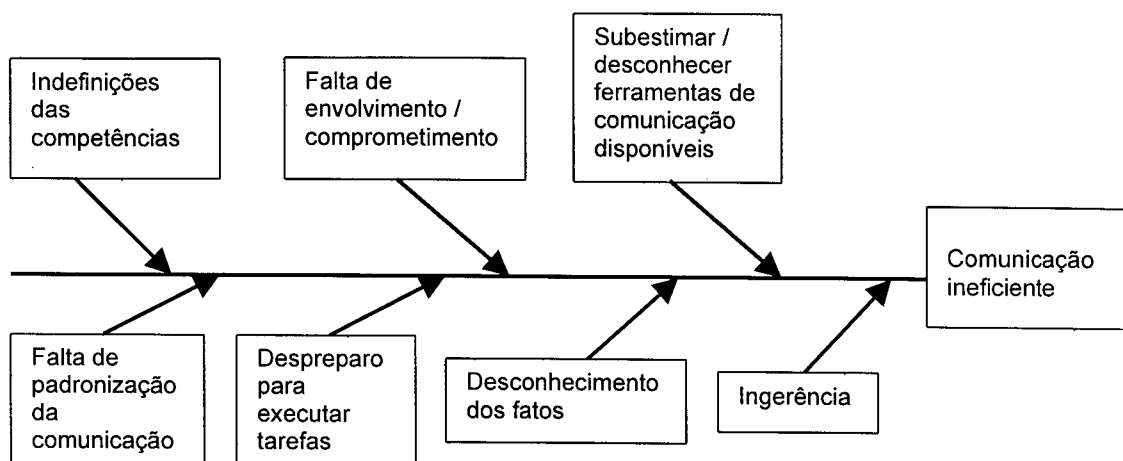 Indefinições
das
competências
Falta de
envolvimento /
comprometimento
Subestimar /
desconhecer
ferramentas de
comunicação
disponíveis
Comunicação
ineficiente
Falta de
padronização
da
comunicação
Despreparo
para
executar
tarefas
Desconhecimento
dos fatos
Ingerência